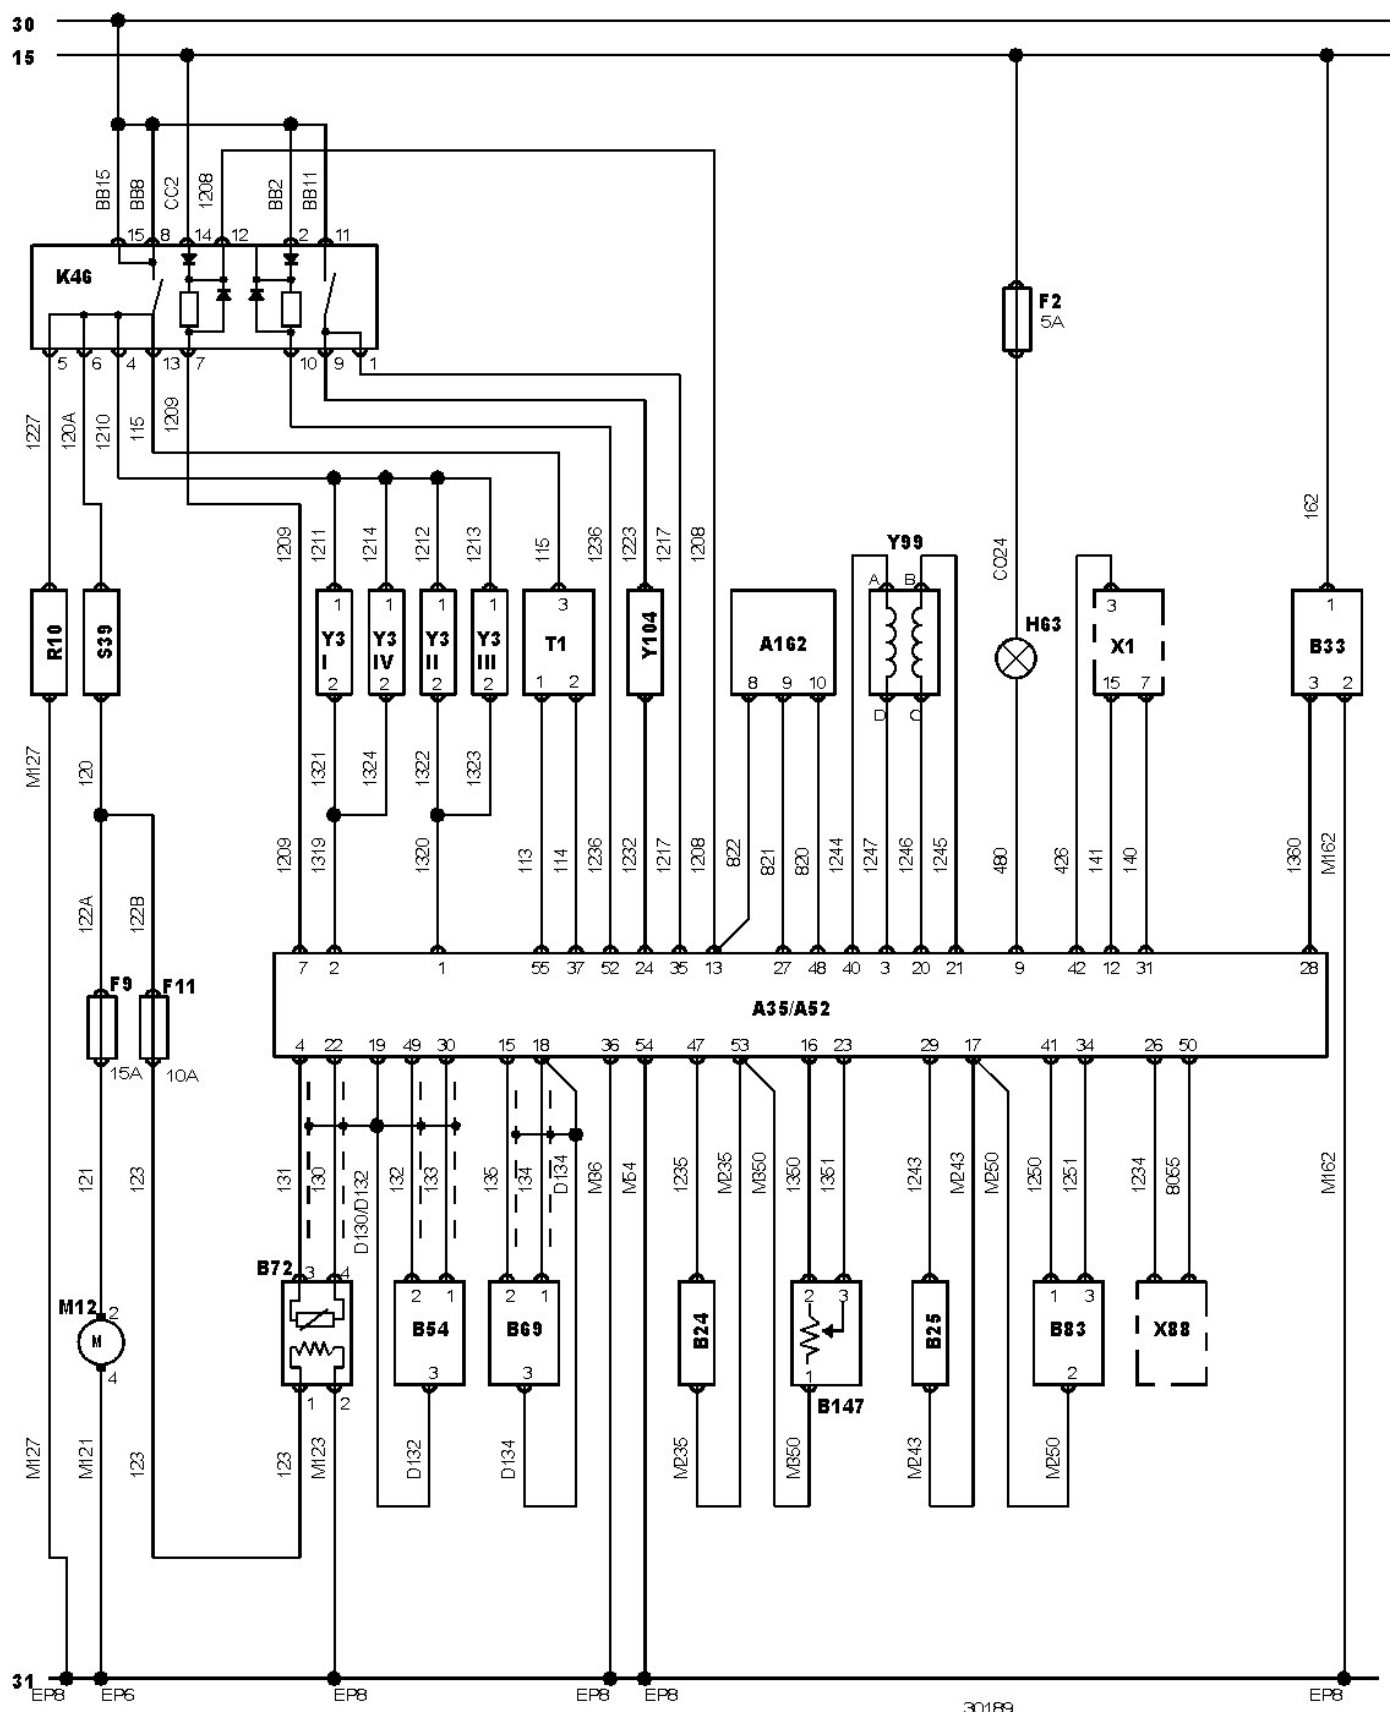 30
15
BB15 BB8 CC2 1208 BB2 BB11
15 8 14 12 2 11
K46
F2
5A
5 6 4 13 7 10 9 1
1227 120A 1210 115 1209
162
1209 1211 1214 1212 1213 115 1236 1223 1217 1208 Y99 CO24
A B
R10 S39 1 1 1 1 3 Y104 A162 H63 3 1
Y3 I Y3 IV Y3 II Y3 III T1 X1 B33
2 2 2 2 1 2 8 9 10 15 7 3 2
D C
M127 120 1321 1324 1322 1323
1209 1319 1320 113 114 1236 1232 1217 1208 822 821 820 1244 1247 1246 1245 480 426 141 140 1360 M162
122A 122B
7 2 1 55 37 52 24 35 13 27 48 40 3 20 21 9 42 12 31 28
F9 F11
A35/A52
4 22 19 49 30 15 18 36 54 47 53 16 23 29 17 41 34 26 50
15A 10A
121 123 131 130 D130/D132 132 133 135 134 D134 M36 M54 1235 M235 M350 1350 1351 1243 M243 M250 1250 1251 1234 8055 M162
B72 3 4
M12 2 2 1 2 1 2 3 1 3
M B54 B69 B24 B25 B83 X88
4 3 3 1 2
1 2 B147
M127 M121 123 123 M123 D132 D134 M235 M350 M243 M250
31
EP8 EP6 EP8 EP8 EP8 EP8
30189